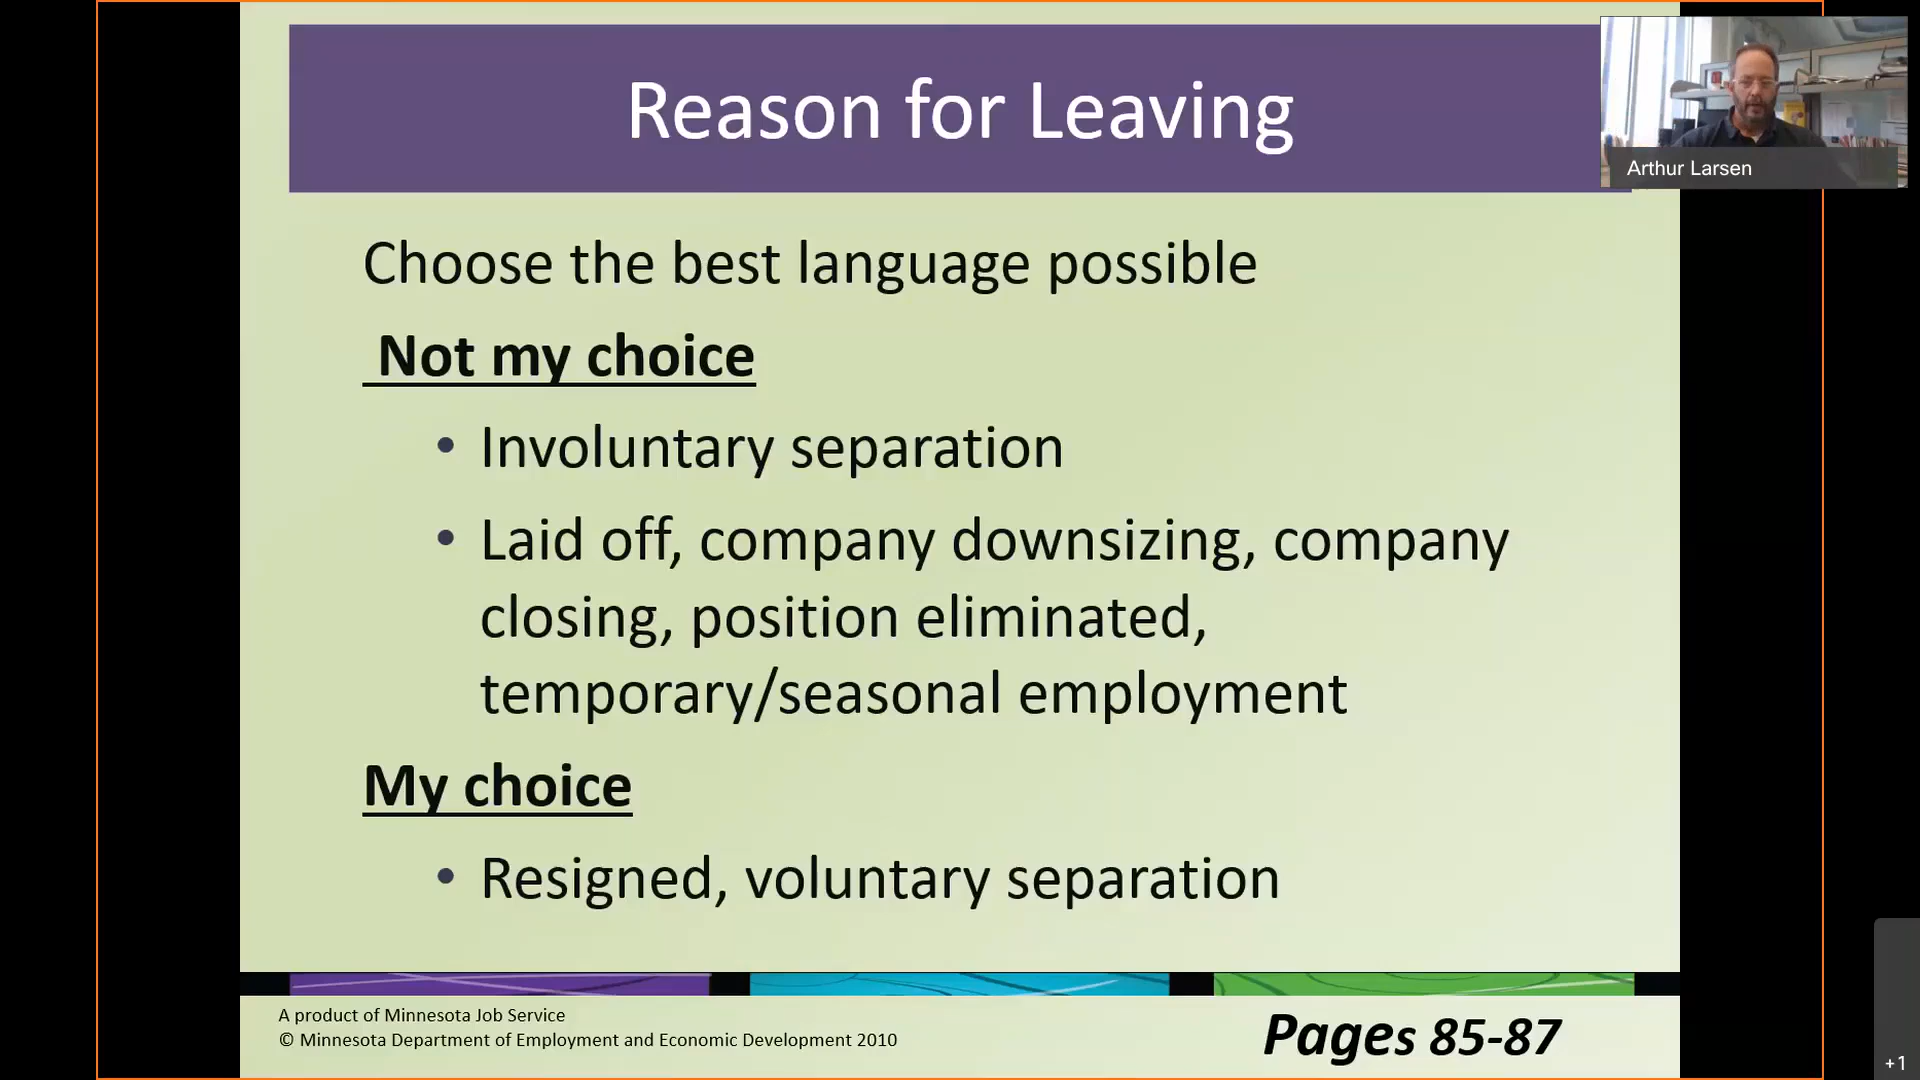 Reason for Leaving
Arthur Larsen
Choose the best language possible
Not my choice
• Involuntary separation
• Laid off, company downsizing, company
closing, position eliminated,
temporary/seasonal employment
My choice
• Resigned, voluntary separation
A product of Minnesota Job Service
© Minnesota Department of Employment and Economic Development 2010
Pages 85-87
+1